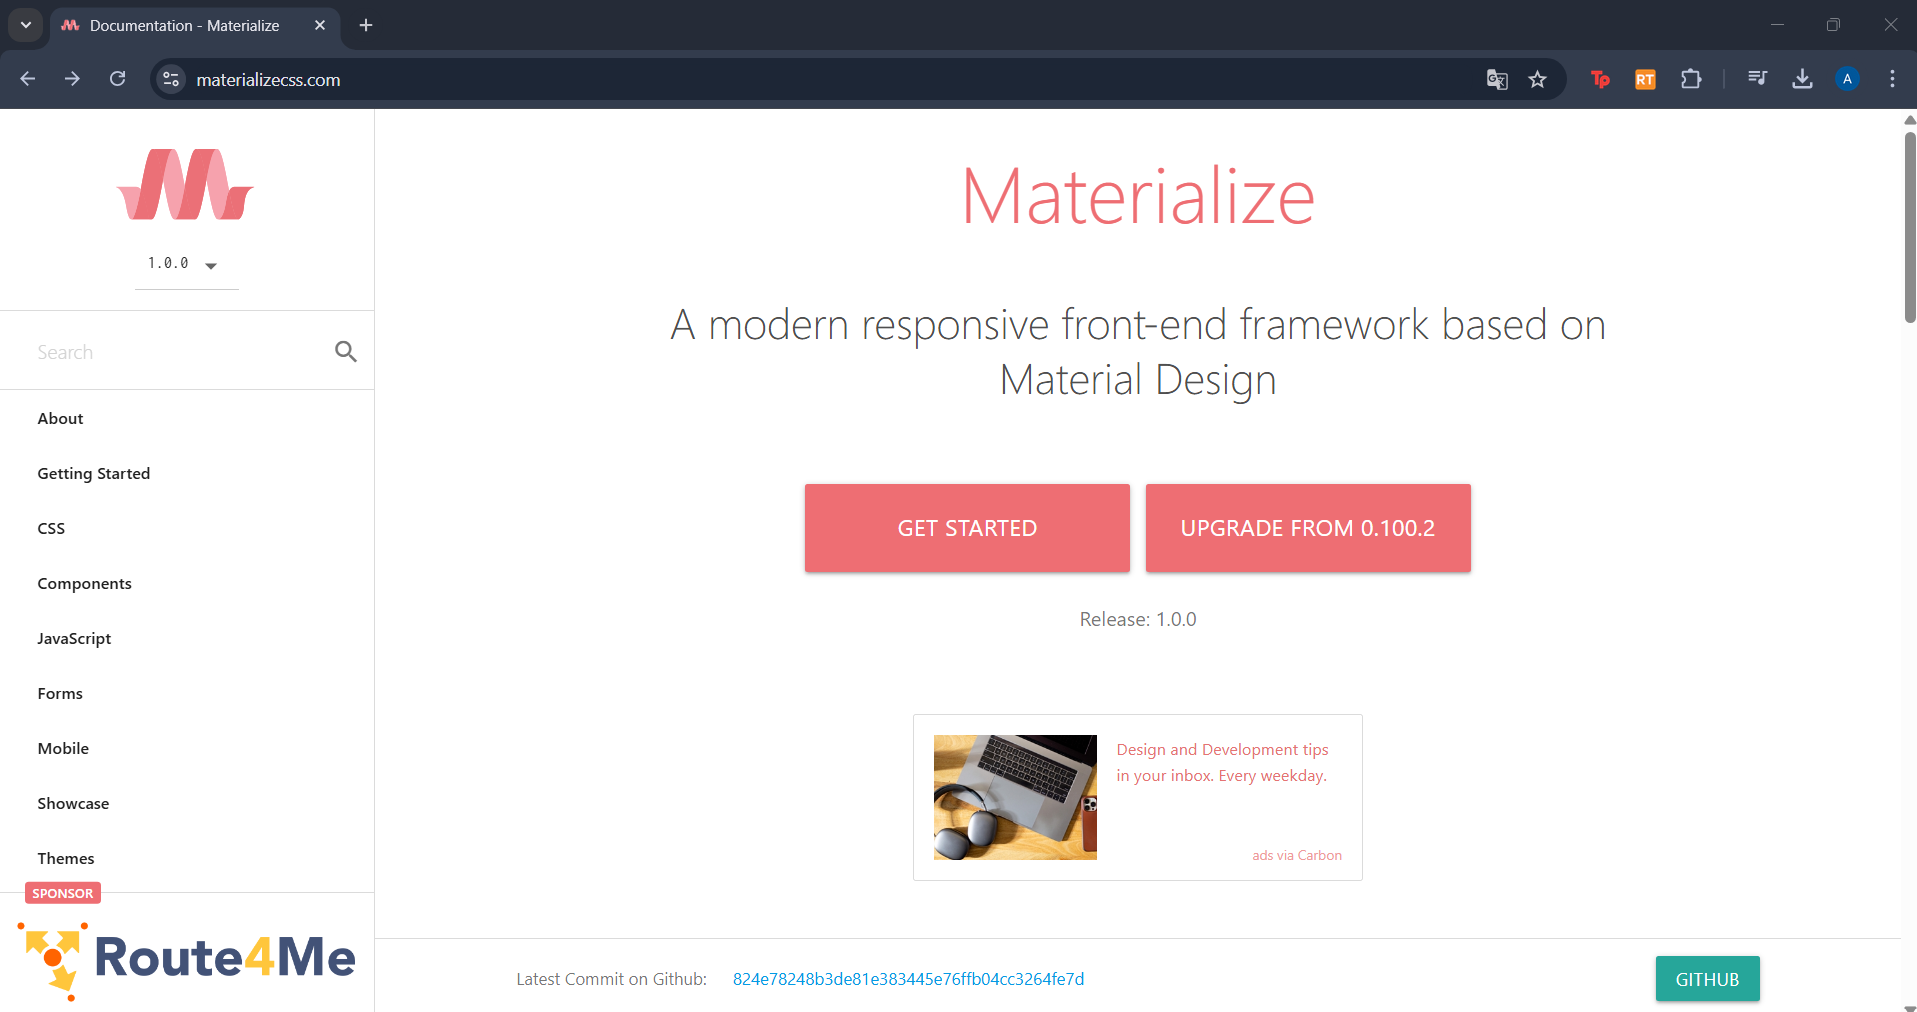 Documentation - Materialize
materializecss.com
Tp
RT
A
1.0.0
Search
About
Getting Started
CSS
Components
JavaScript
Forms
Mobile
Showcase
Themes
SPONSOR
Route4Me
Materialize
A modern responsive front-end framework based on
Material Design
GET STARTED
UPGRADE FROM 0.100.2
Release: 1.0.0
Design and Development tips
in your inbox. Every weekday.
ads via Carbon
Latest Commit on Github: 824e78248b3de81e383445e76ffb04cc3264fe7d
GITHUB